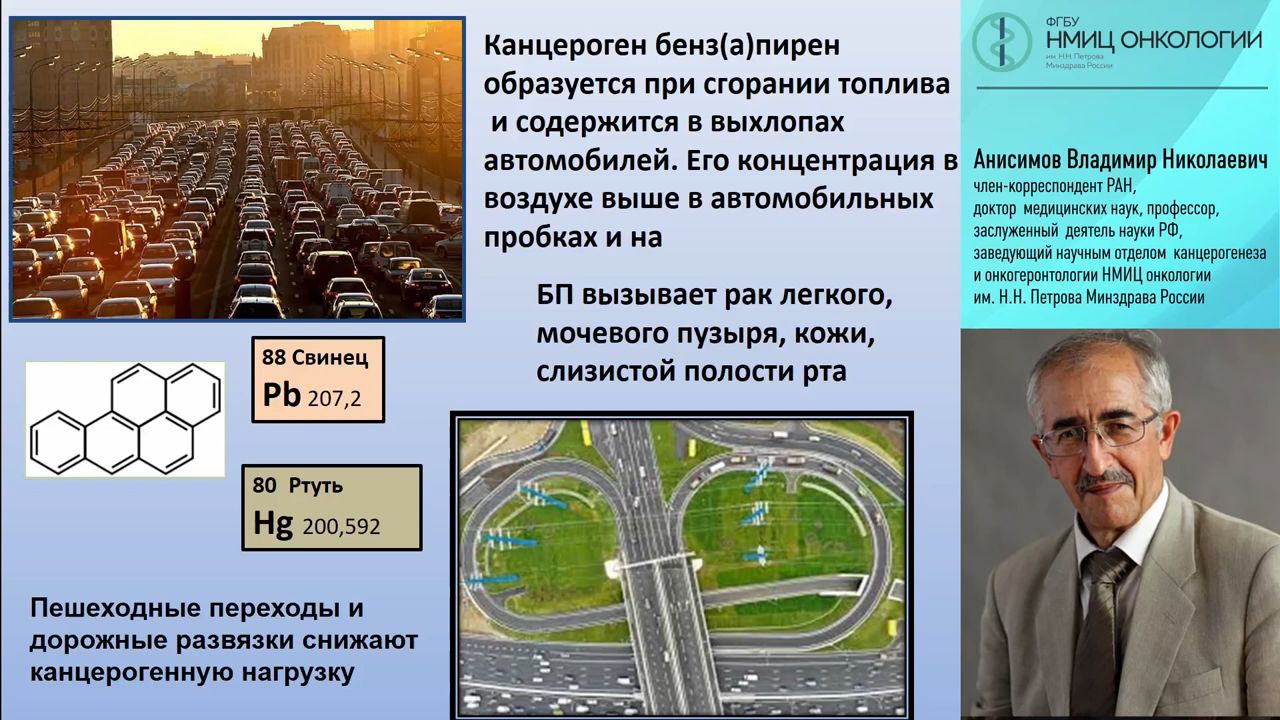 Канцероген бенз(а)пирен
образуется при сгорании топлива
и содержится в выхлопах
автомобилей. Его концентрация в
воздухе выше в автомобильных
пробках и на
БП вызывает рак легкого,
мочевого пузыря, кожи,
слизистой полости рта
88 Свинец
Pb 207,2
80 Ртуть
Hg 200,592
Пешеходные переходы и
дорожные развязки снижают
канцерогенную нагрузку
ФГБУ
НМИЦ ОНКОЛОГИИ
им. Н.Н. Петрова
Минздрава России
Анисимов Владимир Николаевич
член-корреспондент РАН,
доктор медицинских наук, профессор,
заслуженный деятель науки РФ,
заведующий научным отделом канцерогенеза
и онкогеронтологии НМИЦ онкологии
им. Н.Н. Петрова Минздрава России